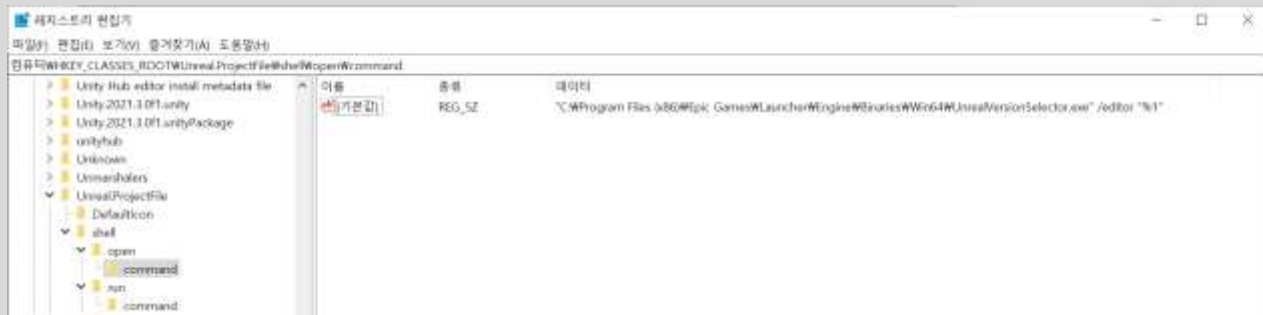 레지스트리 편집기
파일(F) 편집(E) 보기(V) 즐겨찾기(A) 도움말(H)
컴퓨터₩HKEY_CLASSES_ROOT₩Unreal.ProjectFile₩shell₩open₩command
Unity Hub editor install metadata file
Unity.2021.3.0f1.unity
Unity.2021.3.0f1.unityPackage
unityhub
Unknown
Unmarshalers
Unreal.ProjectFile
DefaultIcon
shell
open
command
run
command
이름 종류 데이터
ab(기본값) REG_SZ "C:₩Program Files (x86)₩Epic Games₩Launcher₩Engine₩Binaries₩Win64₩UnrealVersionSelector.exe" /editor "%1"